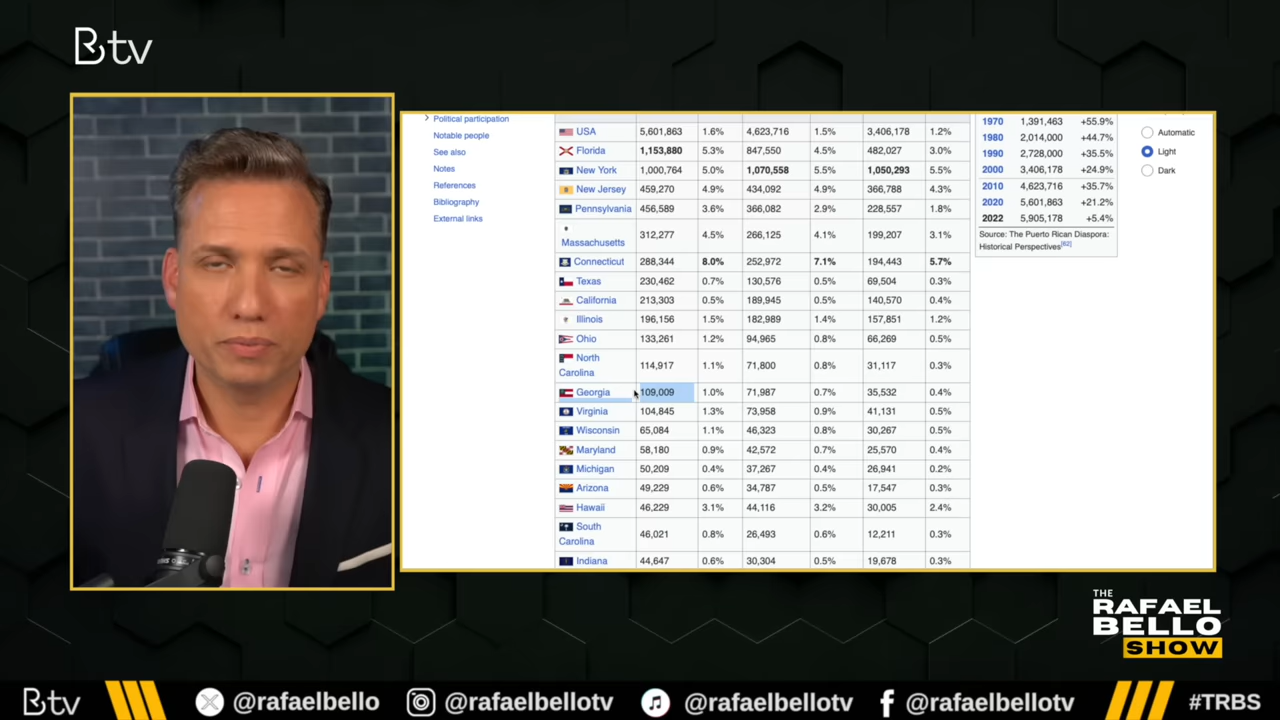 Btv
Political participation
Notable people
See also
Notes
References
Bibliography
External links
USA 5,601,863 1.6% 4,623,716 1.5% 3,406,178 1.2%
Florida 1,153,880 5.3% 847,550 4.5% 482,027 3.0%
New York 1,000,764 5.0% 1,070,558 5.5% 1,050,293 5.5%
New Jersey 459,270 4.9% 434,092 4.9% 366,788 4.3%
Pennsylvania 456,589 3.6% 366,082 2.9% 228,557 1.8%
Massachusetts 312,277 4.5% 266,125 4.1% 199,207 3.1%
Connecticut 288,344 8.0% 252,972 7.1% 194,443 5.7%
Texas 230,462 0.7% 130,576 0.5% 69,504 0.3%
California 213,303 0.5% 189,945 0.5% 140,570 0.4%
Illinois 196,156 1.5% 182,989 1.4% 157,851 1.2%
Ohio 133,261 1.2% 94,965 0.8% 66,269 0.5%
North
Carolina 114,917 1.1% 71,800 0.8% 31,117 0.3%
Georgia 109,009 1.0% 71,987 0.7% 35,532 0.4%
Virginia 104,845 1.3% 73,958 0.9% 41,131 0.5%
Wisconsin 65,084 1.1% 46,323 0.8% 30,267 0.5%
Maryland 58,180 0.9% 42,572 0.7% 25,570 0.4%
Michigan 50,209 0.4% 37,267 0.4% 26,941 0.2%
Arizona 49,229 0.6% 34,787 0.5% 17,547 0.3%
Hawaii 46,229 3.1% 44,116 3.2% 30,005 2.4%
South
Carolina 46,021 0.8% 26,493 0.6% 12,211 0.3%
Indiana 44,647 0.6% 30,304 0.5% 19,678 0.3%
1970 1,391,463 +55.9%
1980 2,014,000 +44.7%
1990 2,728,000 +35.5%
2000 3,406,178 +24.9%
2010 4,623,716 +35.7%
2020 5,601,863 +21.2%
2022 5,905,178 +5.4%
Source: The Puerto Rican Diaspora:
Historical Perspectives[62]
Automatic
Light
Dark
THE
RAFAEL
BELLO
SHOW
Btv @rafaelbello @rafaelbellotv @rafaelbellotv @rafaelbellotv #TRBS